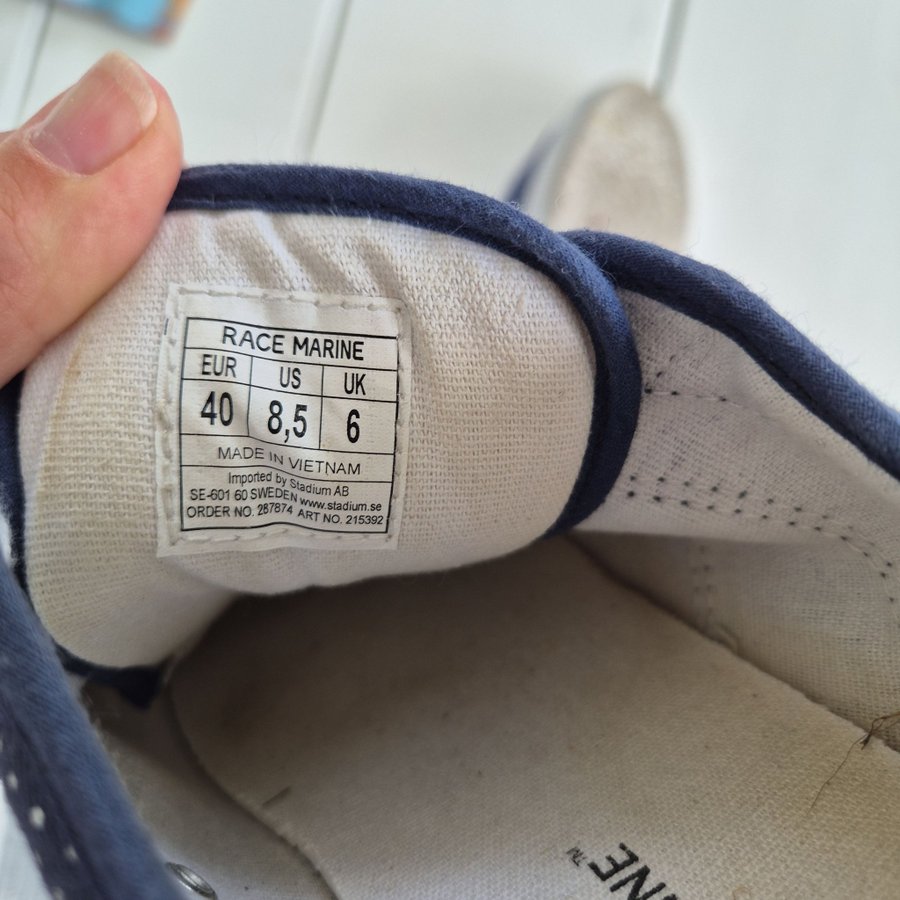 RACE MARINE
EUR US UK
40 8,5 6
MADE IN VIETNAM
Imported by Stadium AB
SE-601 60 SWEDEN www.stadium.se
ORDER NO. 287874 ART NO. 215392